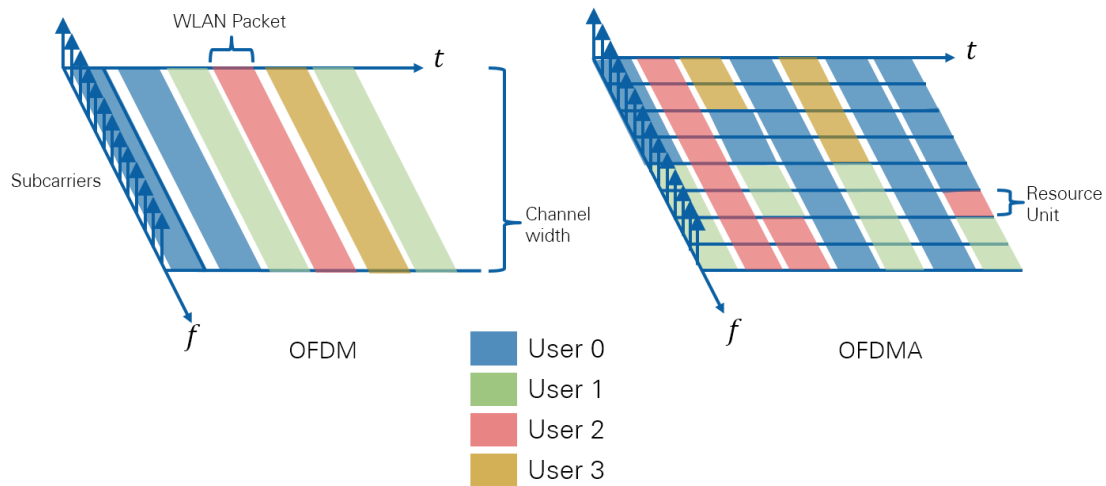 WLAN Packet
t
Subcarriers
Channel
width
f
OFDM
t
Resource
Unit
f
OFDMA
User 0
User 1
User 2
User 3